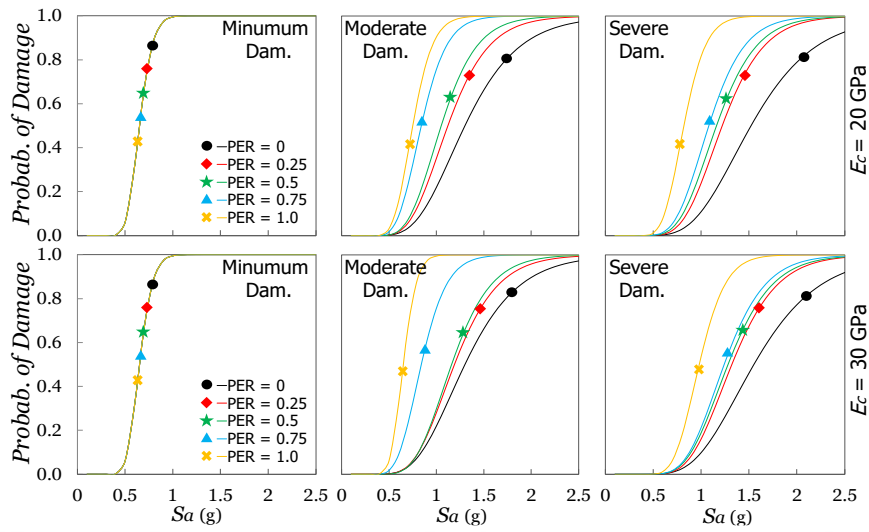 1.0
0.8
0.6
0.4
0.2
0.0
Probab. of Damage
Minumum
Dam.
PER = 0
PER = 0.25
PER = 0.5
PER = 0.75
PER = 1.0
Moderate
Dam.
Severe
Dam.
Ec = 20 GPa
1.0
0.8
0.6
0.4
0.2
0.0
Probab. of Damage
Minumum
Dam.
PER = 0
PER = 0.25
PER = 0.5
PER = 0.75
PER = 1.0
0 0.5 1 1.5 2 2.5
Sa (g)
Moderate
Dam.
0 0.5 1 1.5 2 2.5
Sa (g)
Severe
Dam.
0 0.5 1 1.5 2 2.5
Sa (g)
Ec = 30 GPa